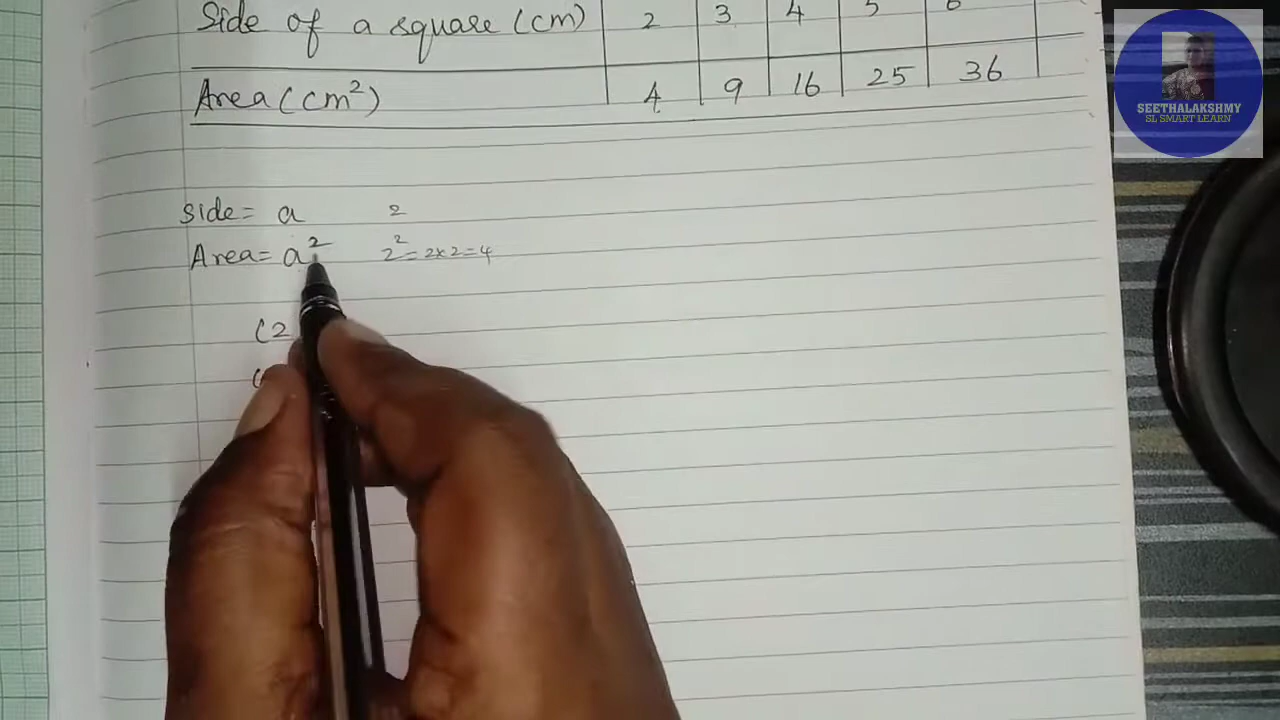 Side of a square (cm) 2 3 4 5 6
Area (cm²) 4 9 16 25 36
SEETHALAKSHMY
SL SMART LEARN
side = a 2
Area = a² 2² = 2x2 = 4
(2
(